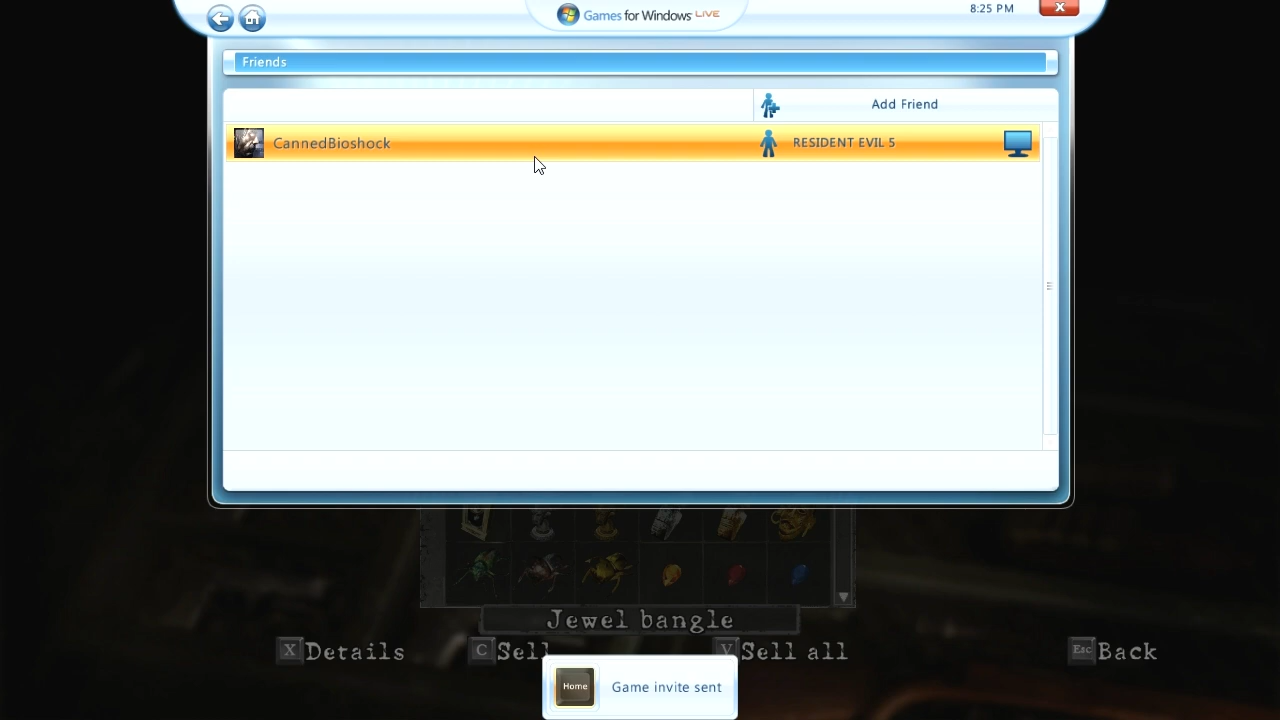 Games for Windows LIVE
8:25 PM
X
Friends
Add Friend
CannedBioshock
RESIDENT EVIL 5
Jewel bangle
X Details
C Sell
V Sell all
Esc Back
Home
Game invite sent